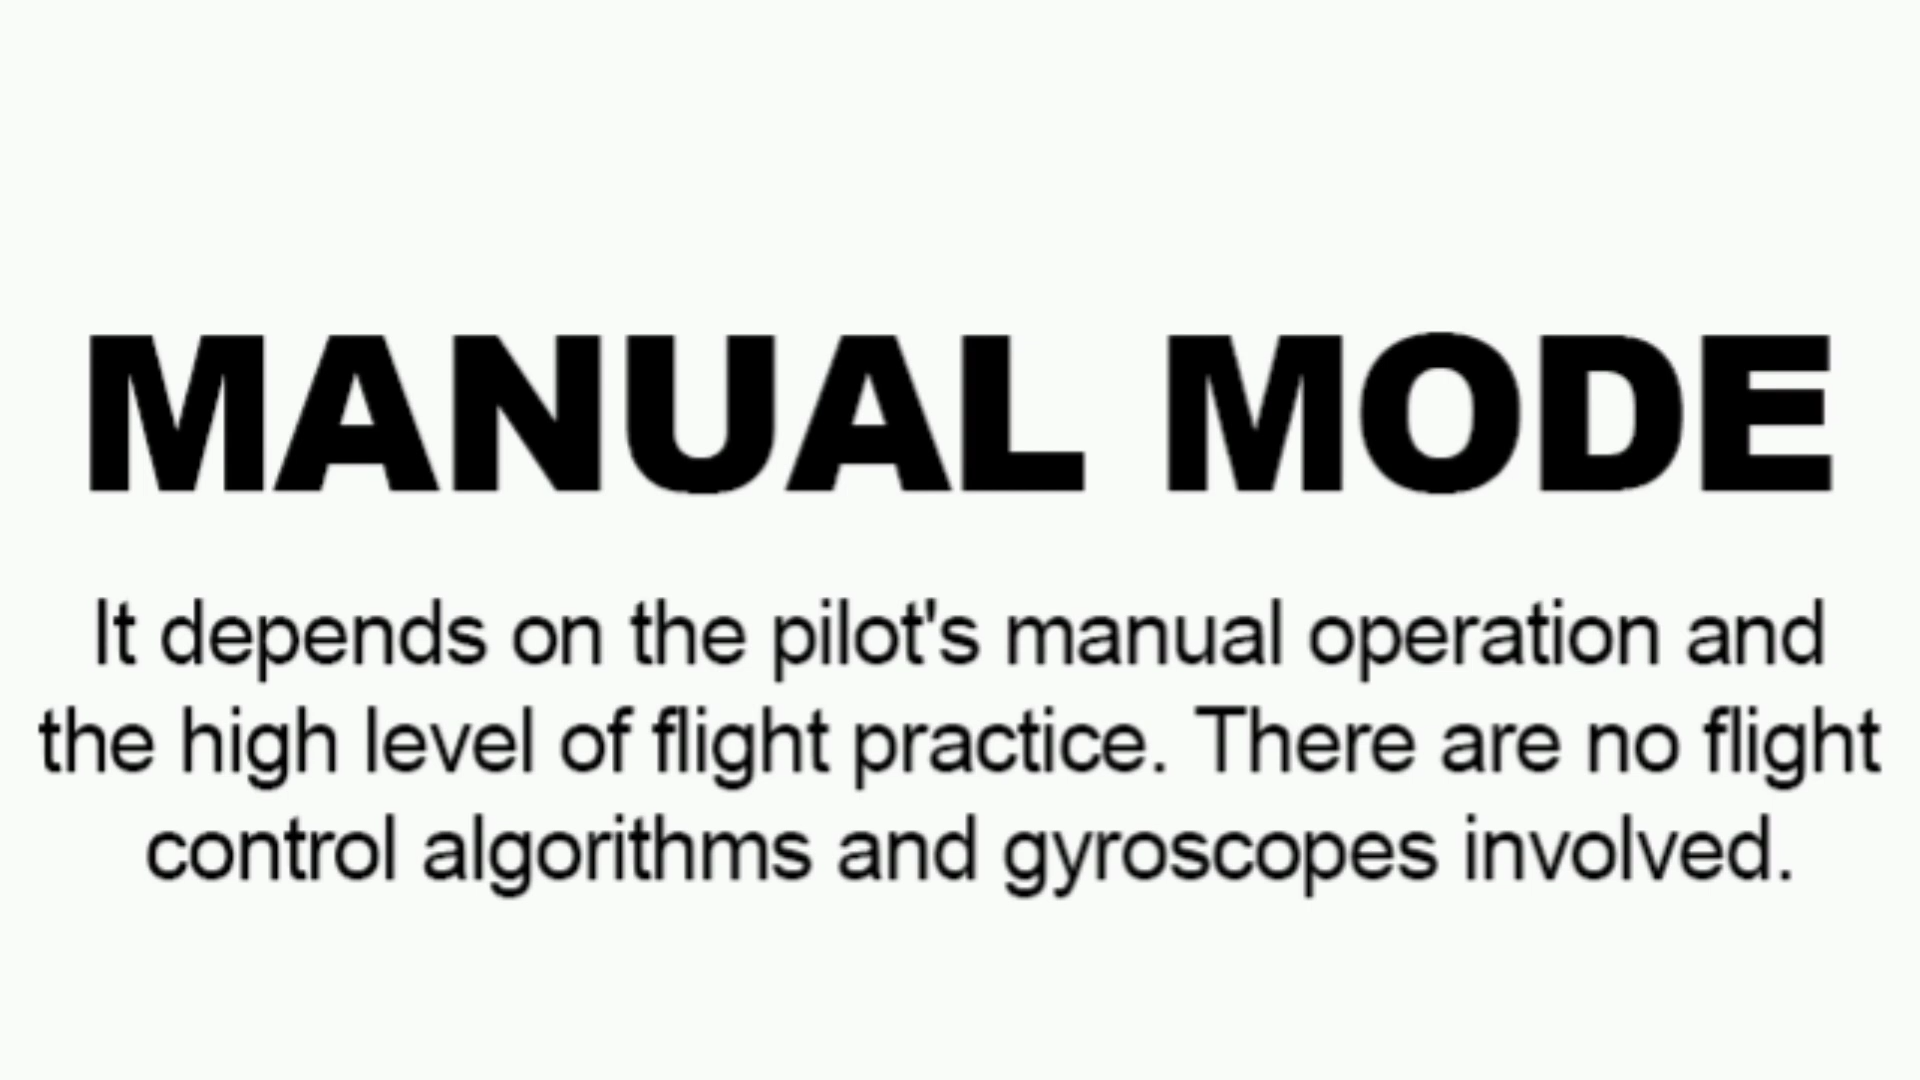 MANUAL MODE
It depends on the pilot's manual operation and
the high level of flight practice. There are no flight
control algorithms and gyroscopes involved.